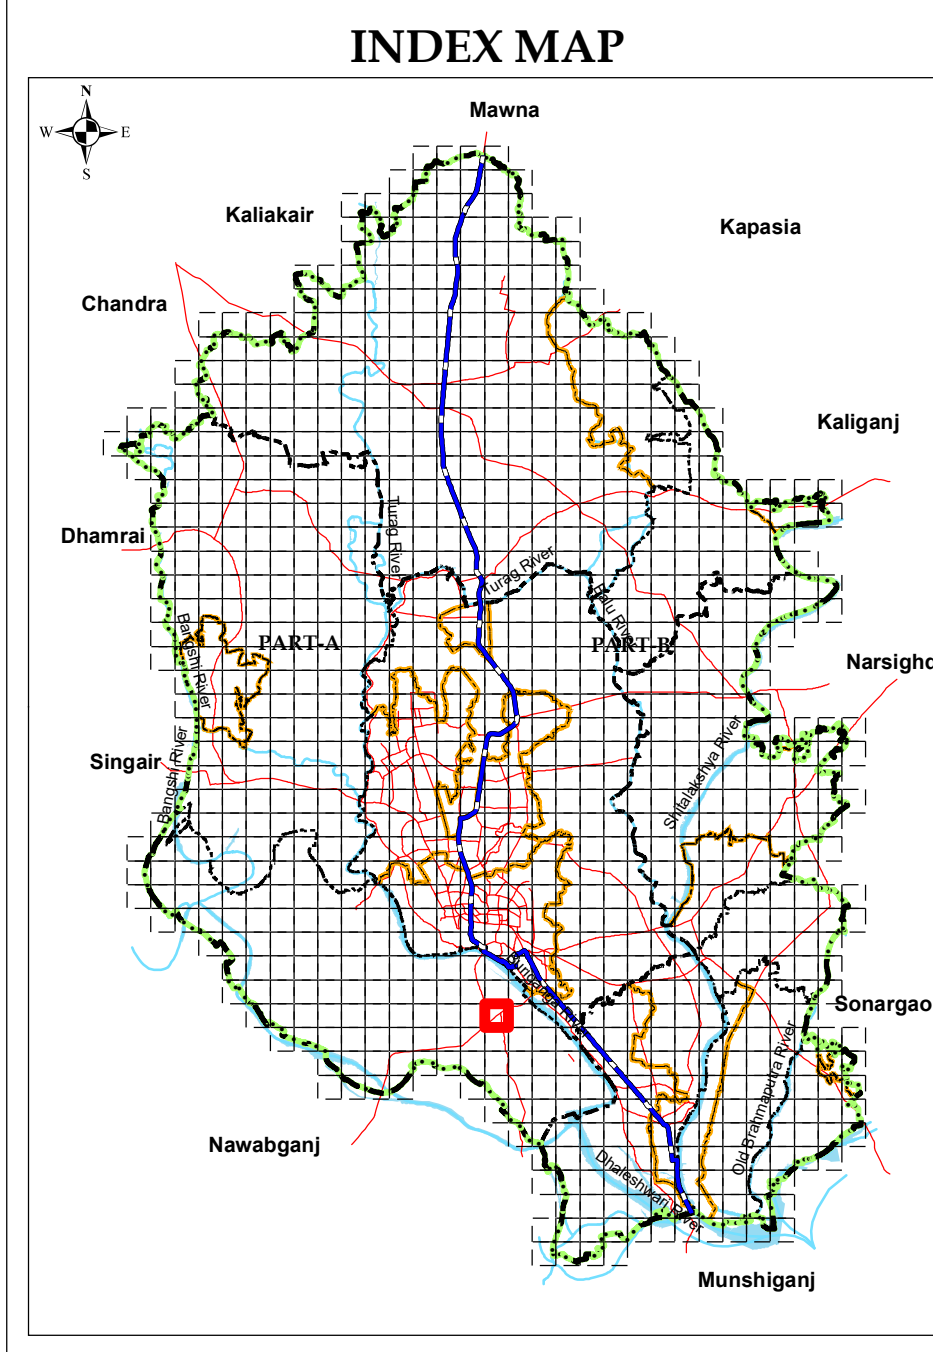 INDEX MAP
N
W E
S
Mawna
Kaliakair
Kapasia
Chandra
Kaliganj
Dhamrai
Turag River
Turag River
Balu River
Bangshi River
PART-A
PART-B
Narsighd
Singair
Bangshi River
Shitalakshya River
Buriganga River
Sonargao
Old Brahmaputra River
Nawabganj
Dhaleshwari River
Munshiganj